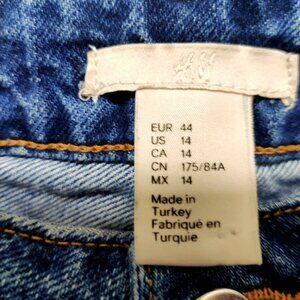 H&M
EUR 44
US 14
CA 14
CN 175/84A
MX 14
Made in
Turkey
Fabriqué en
Turquie